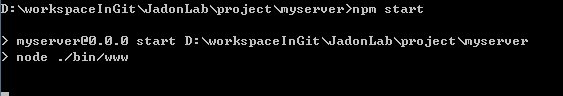 D:\workspaceInGit\JadonLab\project\myserver>npm start
> myserver@0.0.0 start D:\workspaceInGit\JadonLab\project\myserver
> node ./bin/www